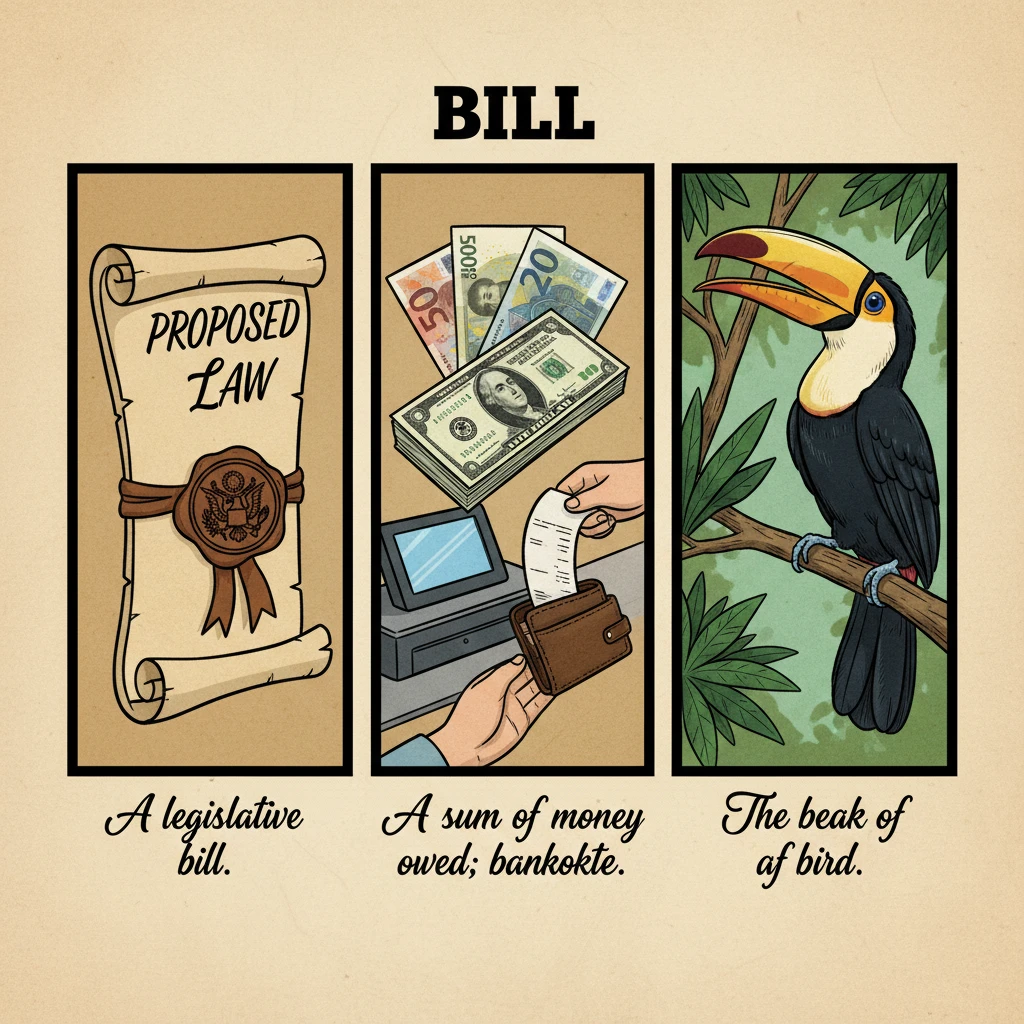 BILL
PROPOSED
LAW
50
500
20
A legislative
bill.
A sum of money
owed; bankokte.
The beak of
af bird.